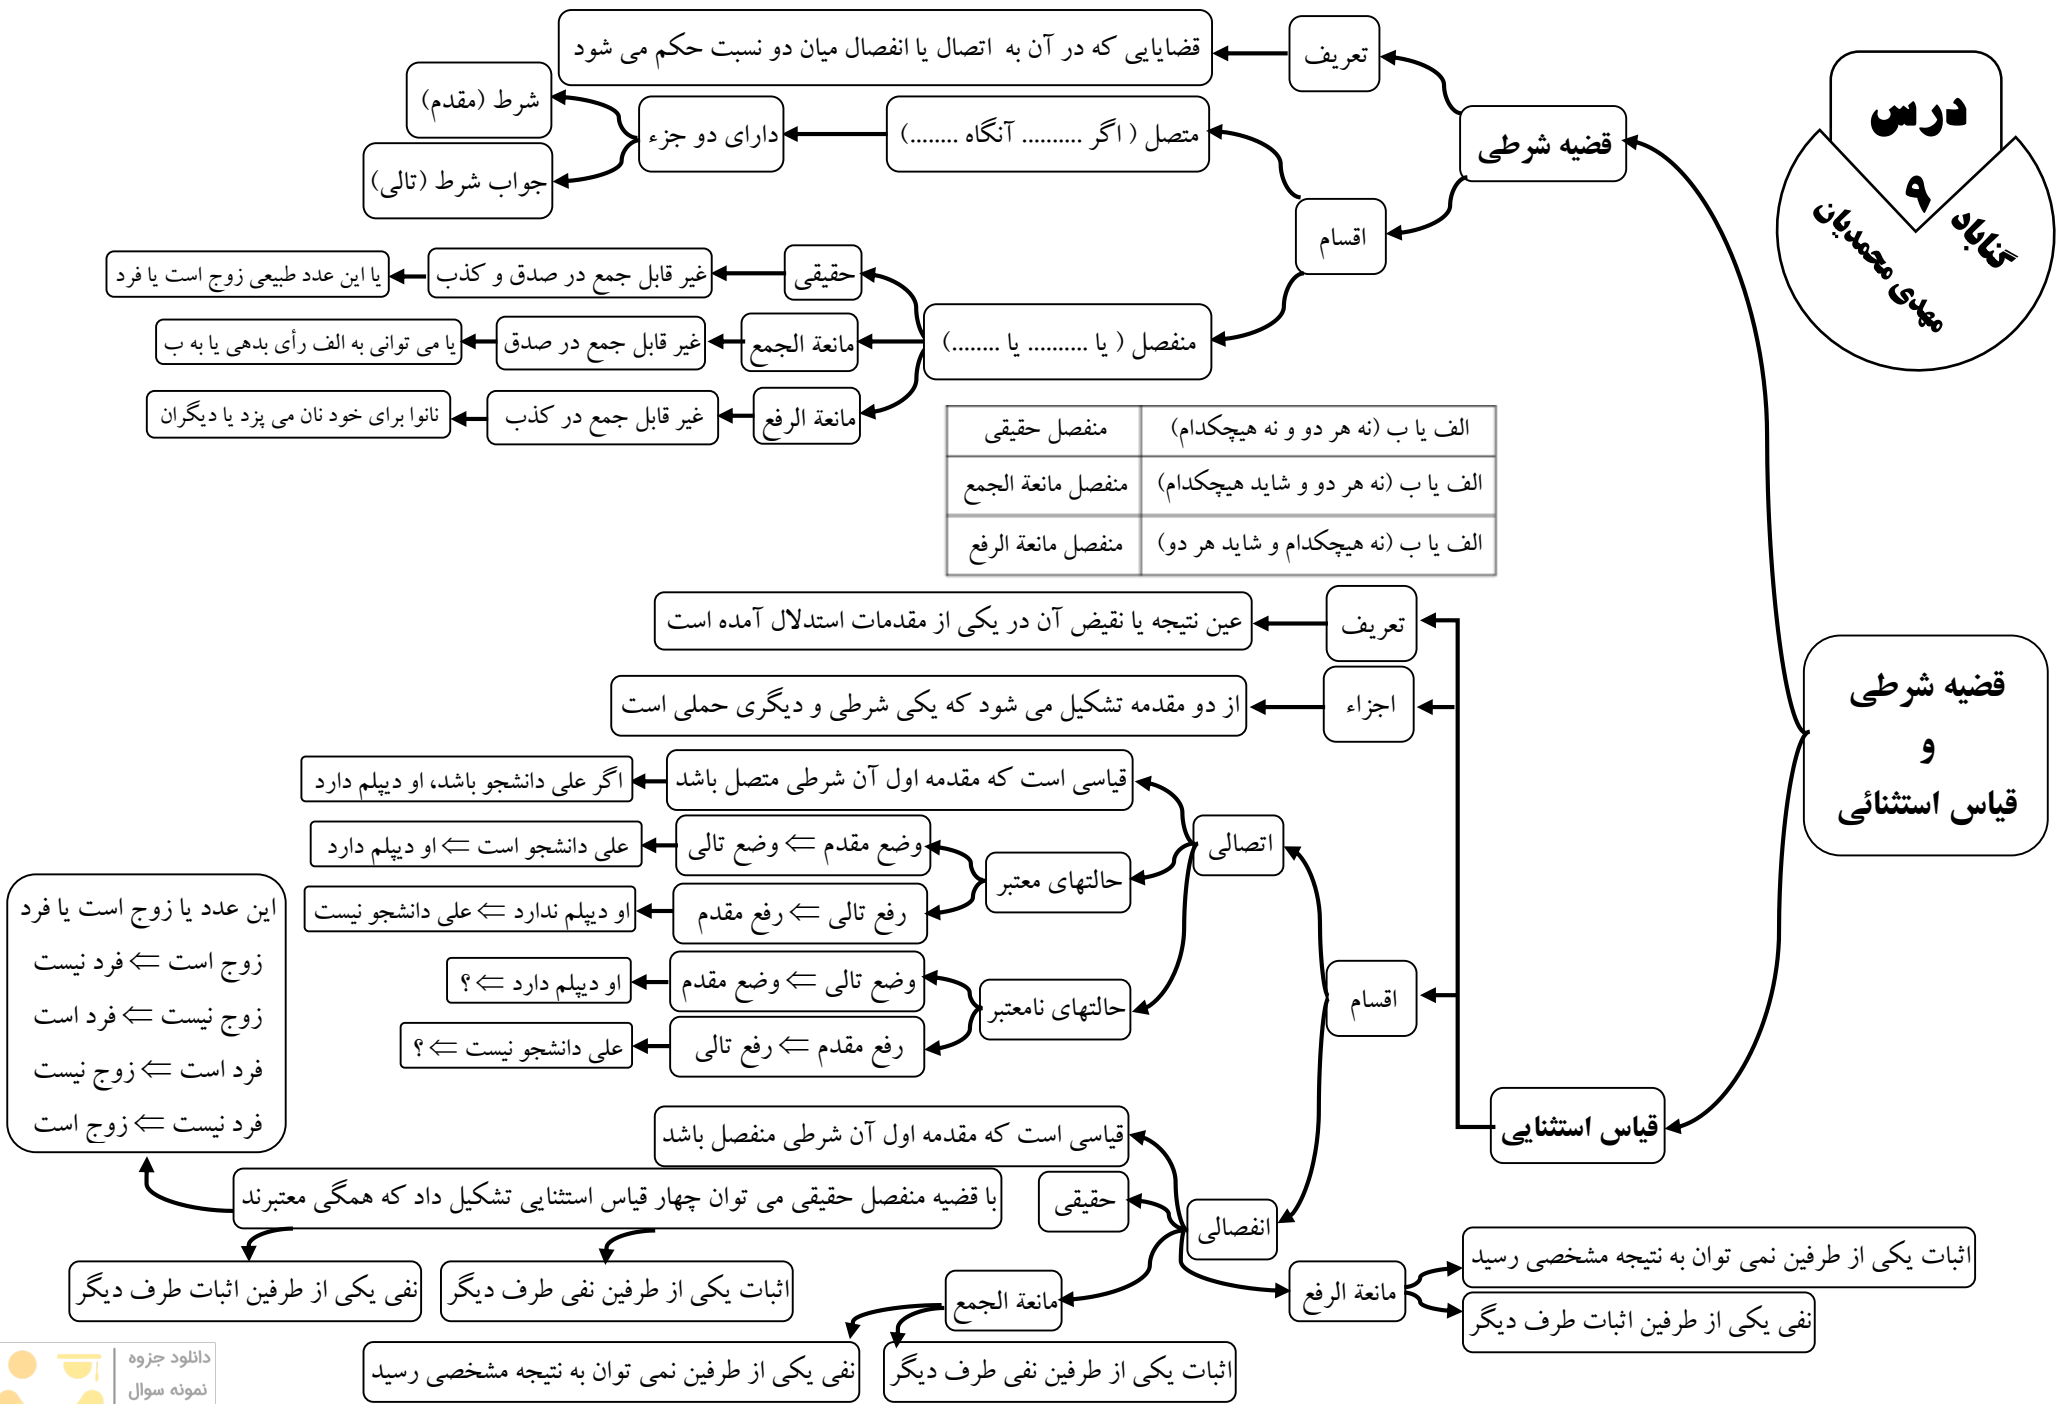 درس
۹
گناباد
مهدی محمدیان
قضیه شرطی
و
قیاس استثنائی
قضیه شرطی
تعریف
قضایایی که در آن به اتصال یا انفصال میان دو نسبت حکم می شود
اقسام
متصل ( اگر .......... آنگاه ........)
دارای دو جزء
شرط (مقدم)
جواب شرط (تالی)
منفصل ( یا .......... یا ........)
حقیقی
غیر قابل جمع در صدق و کذب
یا این عدد طبیعی زوج است یا فرد
مانعة الجمع
غیر قابل جمع در صدق
یا می توانی به الف رأی بدهی یا به ب
مانعة الرفع
غیر قابل جمع در کذب
نانوا برای خود نان می پزد یا دیگران
الف یا ب (نه هر دو و نه هیچکدام) منفصل حقیقی
الف یا ب (نه هر دو و شاید هیچکدام) منفصل مانعة الجمع
الف یا ب (نه هیچکدام و شاید هر دو) منفصل مانعة الرفع
قیاس استثنایی
تعریف
عین نتیجه یا نقیض آن در یکی از مقدمات استدلال آمده است
اجزاء
از دو مقدمه تشکیل می شود که یکی شرطی و دیگری حملی است
اقسام
اتصالی
قیاسی است که مقدمه اول آن شرطی متصل باشد
اگر علی دانشجو باشد، او دیپلم دارد
حالتهای معتبر
وضع مقدم ⇐ وضع تالی
علی دانشجو است ⇐ او دیپلم دارد
رفع تالی ⇐ رفع مقدم
او دیپلم ندارد ⇐ علی دانشجو نیست
حالتهای نامعتبر
وضع تالی ⇐ وضع مقدم
او دیپلم دارد ⇐ ؟
رفع مقدم ⇐ رفع تالی
علی دانشجو نیست ⇐ ؟
انفصالی
قیاسی است که مقدمه اول آن شرطی منفصل باشد
حقیقی
با قضیه منفصل حقیقی می توان چهار قیاس استثنایی تشکیل داد که همگی معتبرند
این عدد یا زوج است یا فرد
زوج است ⇐ فرد نیست
زوج نیست ⇐ فرد است
فرد است ⇐ زوج نیست
فرد نیست ⇐ زوج است
اثبات یکی از طرفین نفی طرف دیگر
نفی یکی از طرفین اثبات طرف دیگر
مانعة الجمع
اثبات یکی از طرفین نفی طرف دیگر
نفی یکی از طرفین نمی توان به نتیجه مشخصی رسید
مانعة الرفع
اثبات یکی از طرفین نمی توان به نتیجه مشخصی رسید
نفی یکی از طرفین اثبات طرف دیگر
دانلود جزوه
نمونه سوال